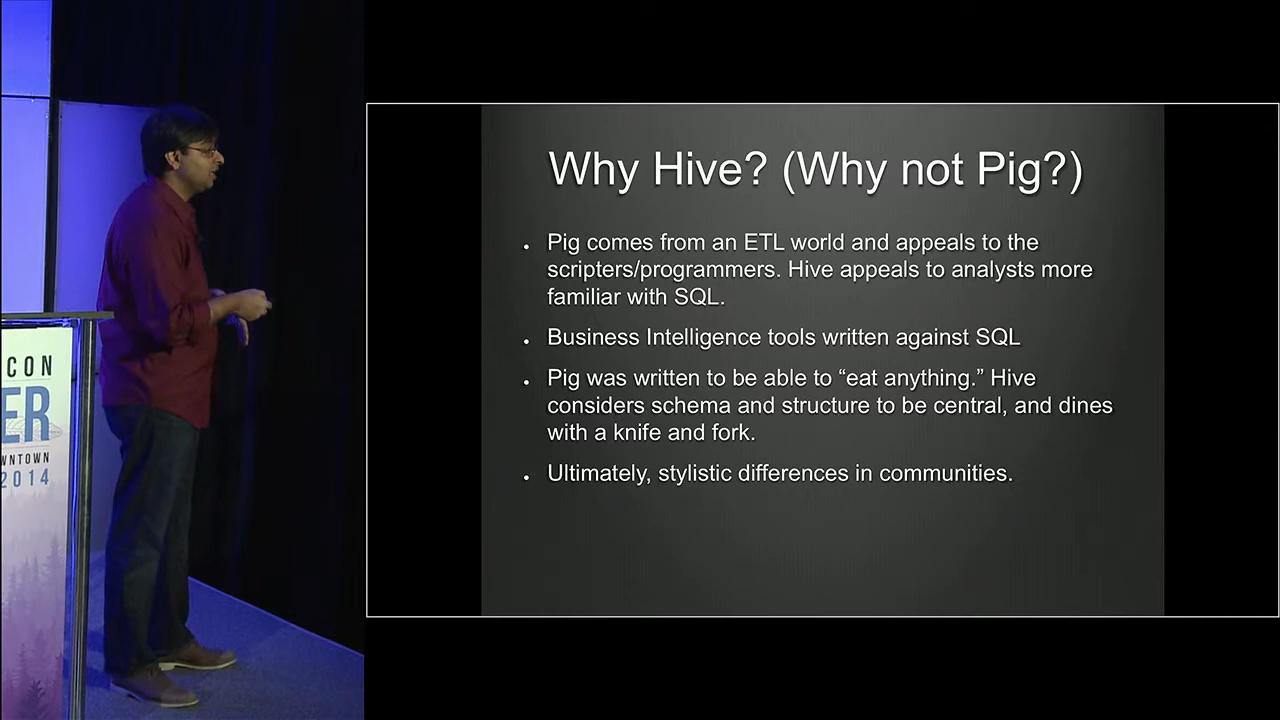 CON
ER
WNTOWN
2014
Why Hive? (Why not Pig?)
• Pig comes from an ETL world and appeals to the
scripters/programmers. Hive appeals to analysts more
familiar with SQL.
• Business Intelligence tools written against SQL
• Pig was written to be able to “eat anything.” Hive
considers schema and structure to be central, and dines
with a knife and fork.
• Ultimately, stylistic differences in communities.